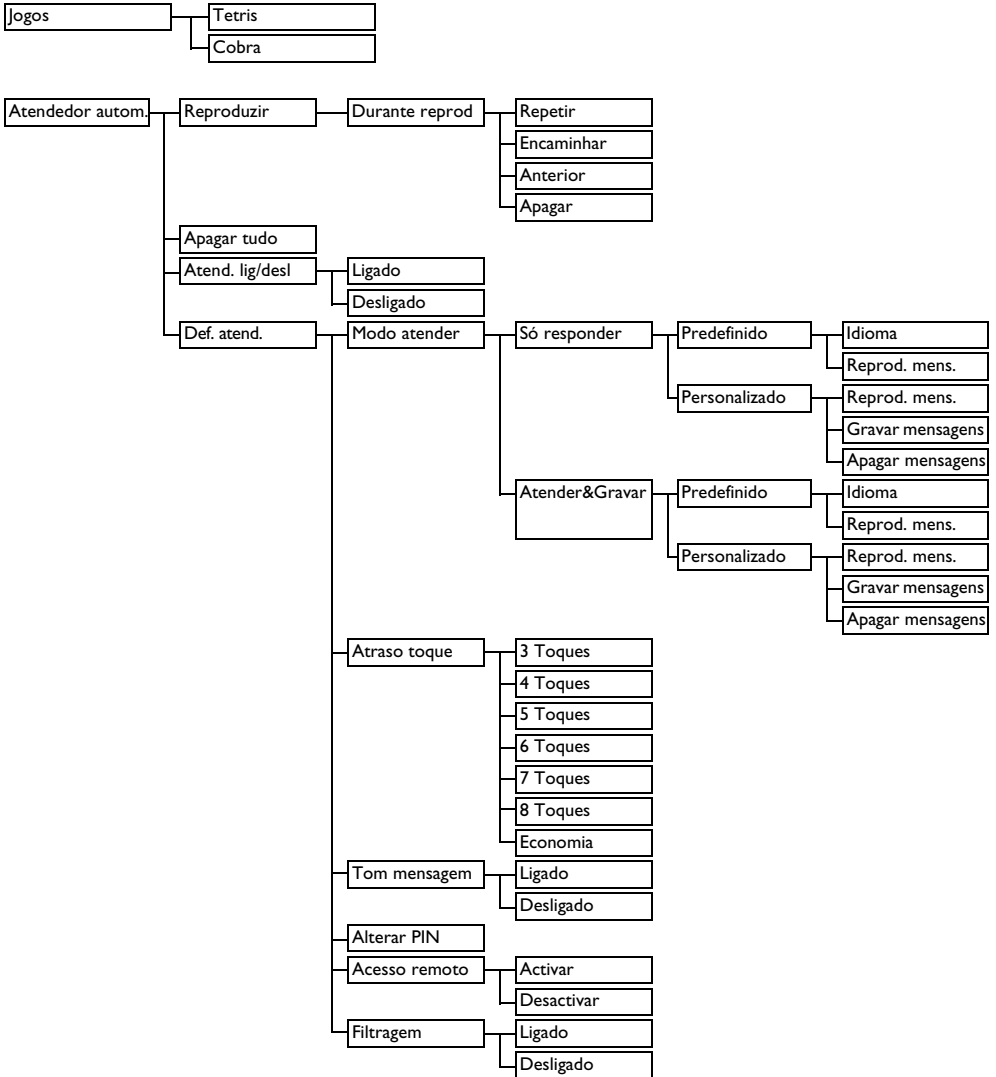 Jogos
Tetris
Cobra
Atendedor autom.
Reproduzir
Durante reprod
Repetir
Encaminhar
Anterior
Apagar
Apagar tudo
Atend. lig/desl
Ligado
Desligado
Def. atend.
Modo atender
Só responder
Predefinido
Idioma
Reprod. mens.
Personalizado
Reprod. mens.
Gravar mensagens
Apagar mensagens
Atender&Gravar
Predefinido
Idioma
Reprod. mens.
Personalizado
Reprod. mens.
Gravar mensagens
Apagar mensagens
Atraso toque
3 Toques
4 Toques
5 Toques
6 Toques
7 Toques
8 Toques
Economia
Tom mensagem
Ligado
Desligado
Alterar PIN
Acesso remoto
Activar
Desactivar
Filtragem
Ligado
Desligado